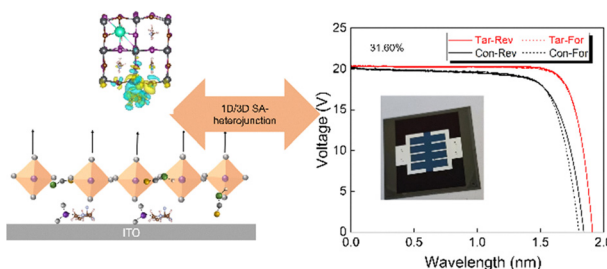 1D/3D SA-
heterojunction
ITO
31.60%
Tar-Rev
Tar-For
Con-Rev
Con-For
Voltage (V)
25
20
15
10
5
0
0.0
0.5
1.0
1.5
2.0
Wavelength (nm)